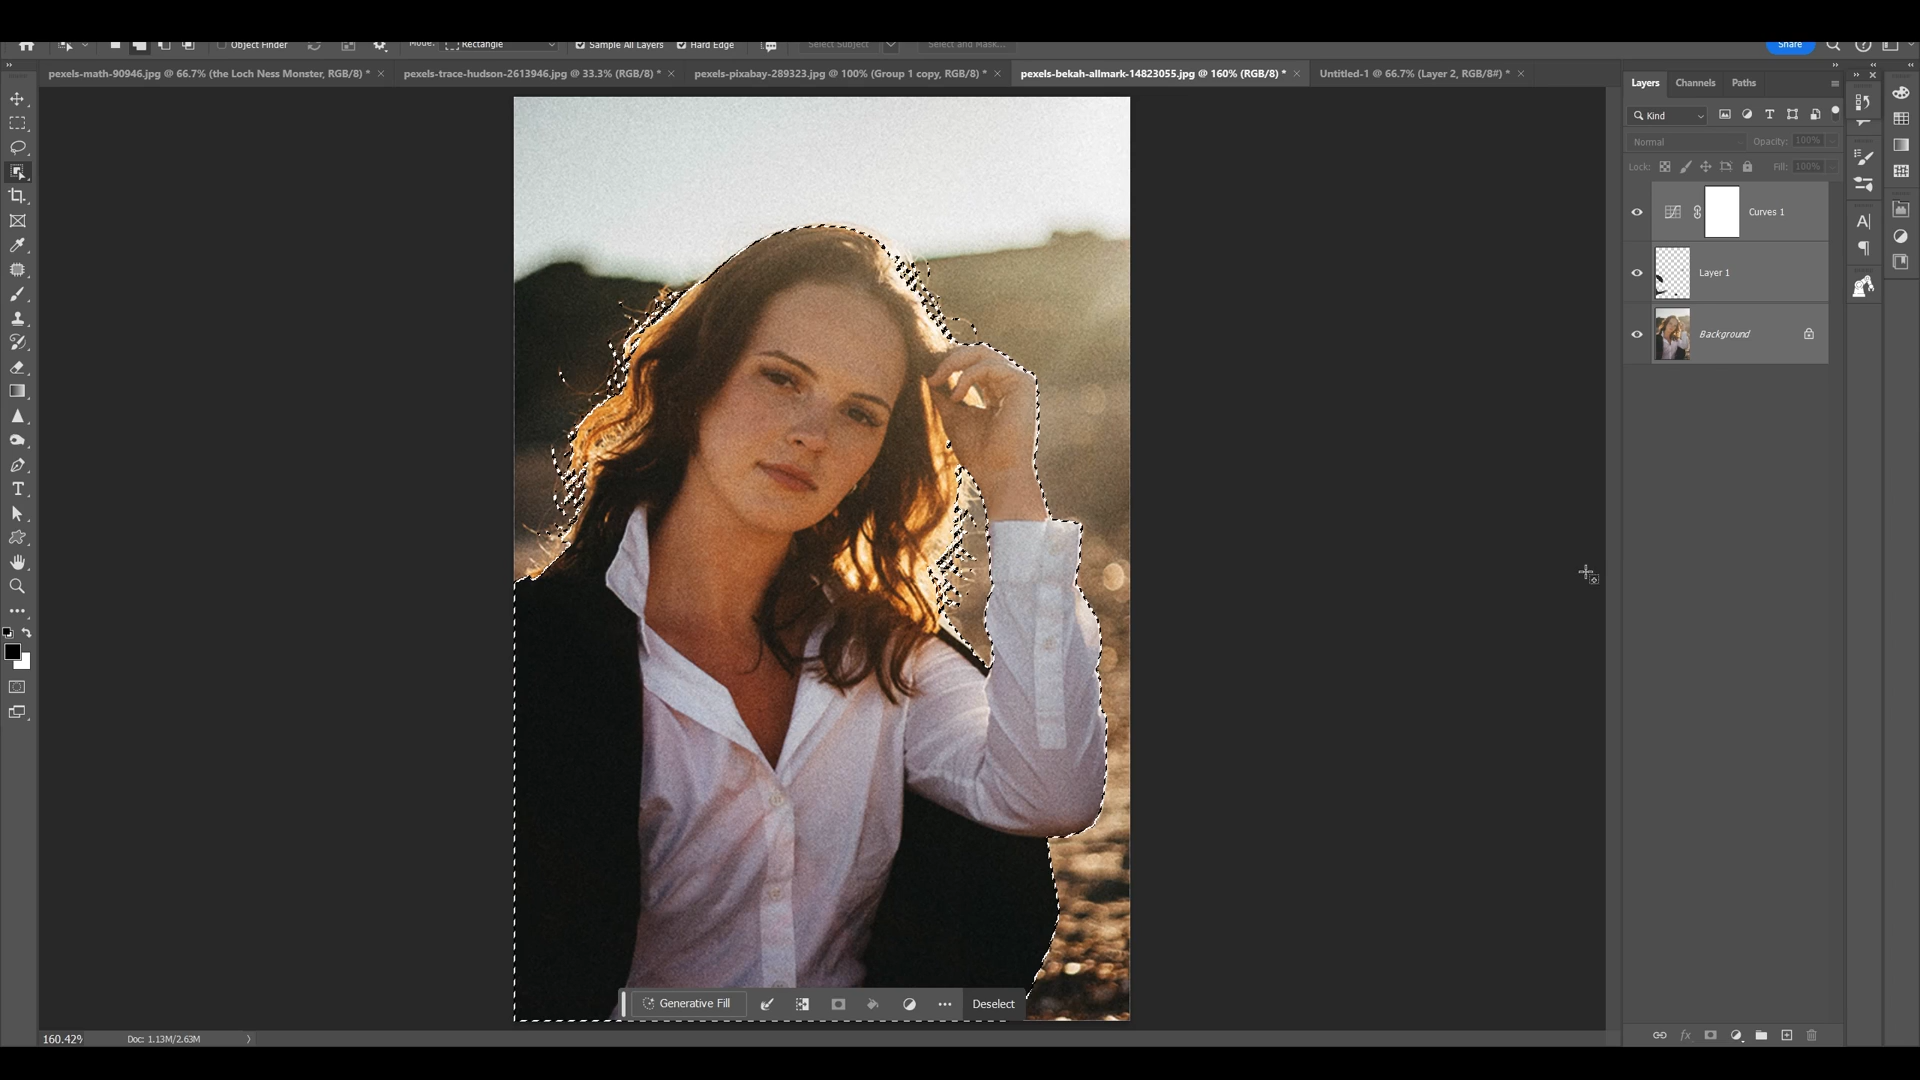 Object Finder Mode: Rectangle Sample All Layers Hard Edge Select Subject Select and Mask... Share
pexels-math-90946.jpg @ 66.7% (the Loch Ness Monster, RGB/8) * pexels-trace-hudson-2613946.jpg @ 33.3% (RGB/8) * pexels-pixabay-289323.jpg @ 100% (Group 1 copy, RGB/8) * pexels-bekah-allmark-14823055.jpg @ 160% (RGB/8) * Untitled-1 @ 66.7% (Layer 2, RGB/8#) *
Layers Channels Paths
Kind
Normal Opacity: 100%
Lock: Fill: 100%
Curves 1
Layer 1
Background
Generative Fill Deselect
160.42% Doc: 1.13M/2.63M